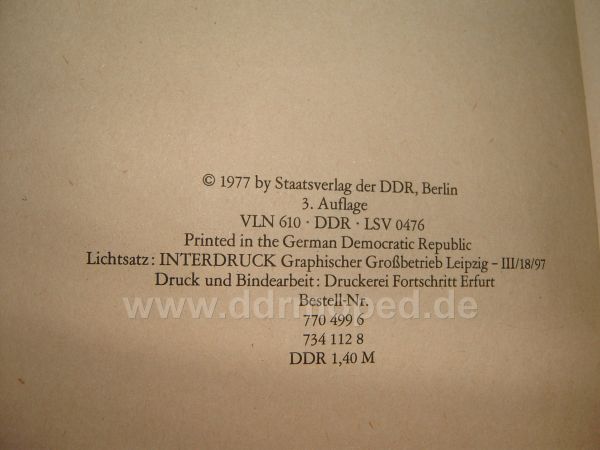 © 1977 by Staatsverlag der DDR, Berlin
3. Auflage
VLN 610 · DDR · LSV 0476
Printed in the German Democratic Republic
Lichtsatz: INTERDRUCK Graphischer Großbetrieb Leipzig – III/18/97
Druck und Bindearbeit: Druckerei Fortschritt Erfurt
www.ddrmoped.de
Bestell-Nr.
770 499 6
734 112 8
DDR 1,40 M